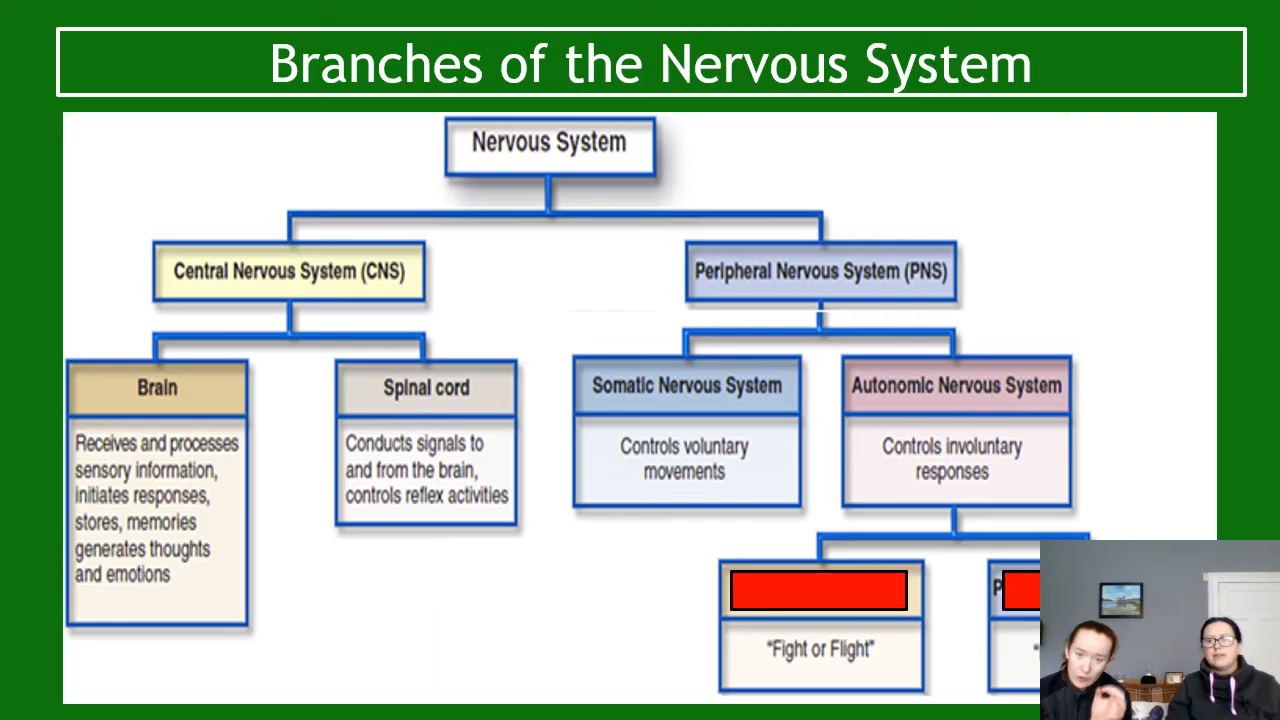 Branches of the Nervous System
Nervous System
Central Nervous System (CNS)
Peripheral Nervous System (PNS)
Brain
Receives and processes
sensory information,
initiates responses,
stores, memories
generates thoughts
and emotions
Spinal cord
Conducts signals to
and from the brain,
controls reflex activities
Somatic Nervous System
Controls voluntary
movements
Autonomic Nervous System
Controls involuntary
responses
"Fight or Flight"
P